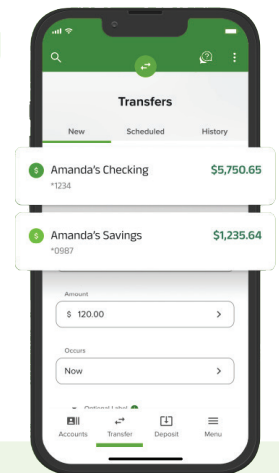 Transfers
New Scheduled History
$ Amanda's Checking $5,750.65
*1234
$ Amanda's Savings $1,235.64
*0987
Amount
$ 120.00
Occurs
Now
Optional Label
Accounts Transfer Deposit Menu